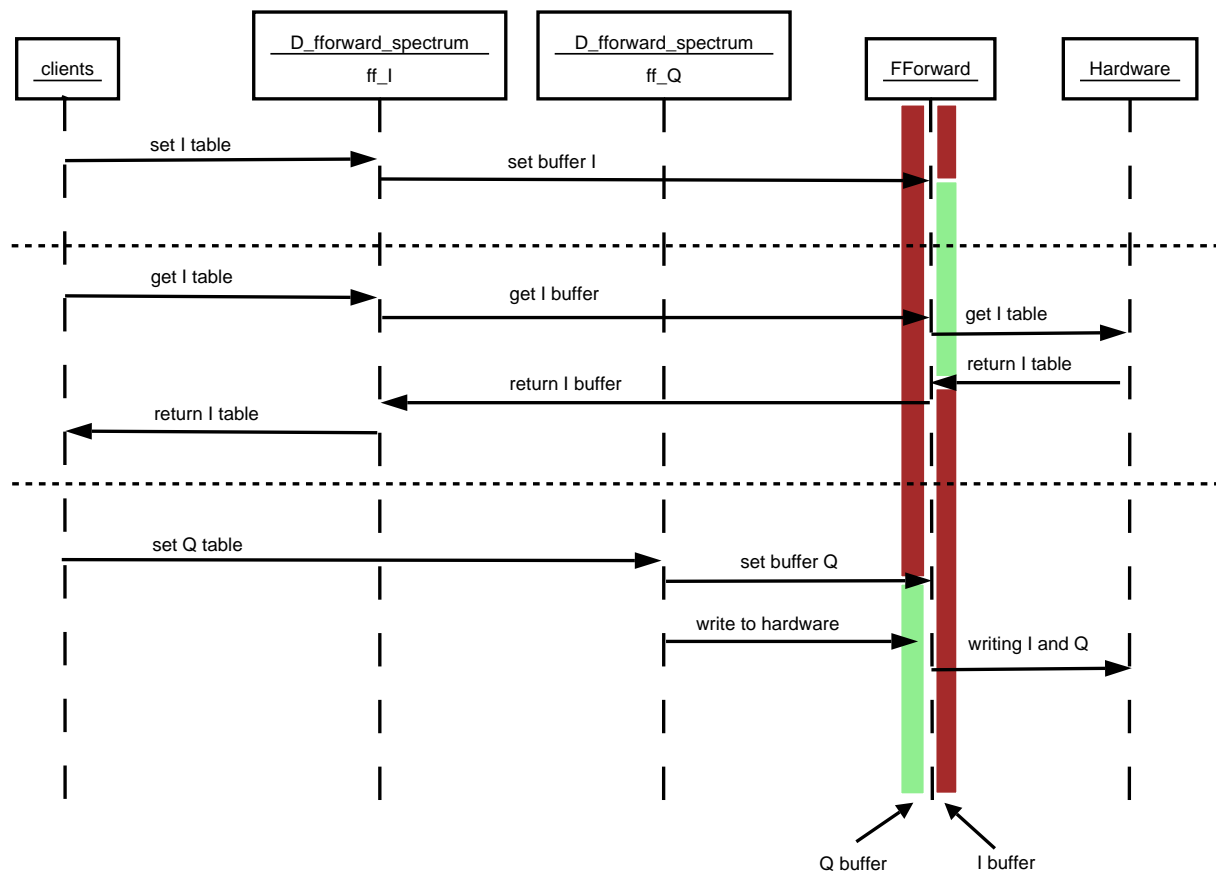 clients
D_fforward_spectrum
ff_I
D_fforward_spectrum
ff_Q
FForward
Hardware
set I table
set buffer I
get I table
get I buffer
get I table
return I table
return I buffer
return I table
set Q table
set buffer Q
write to hardware
writing I and Q
Q buffer
I buffer